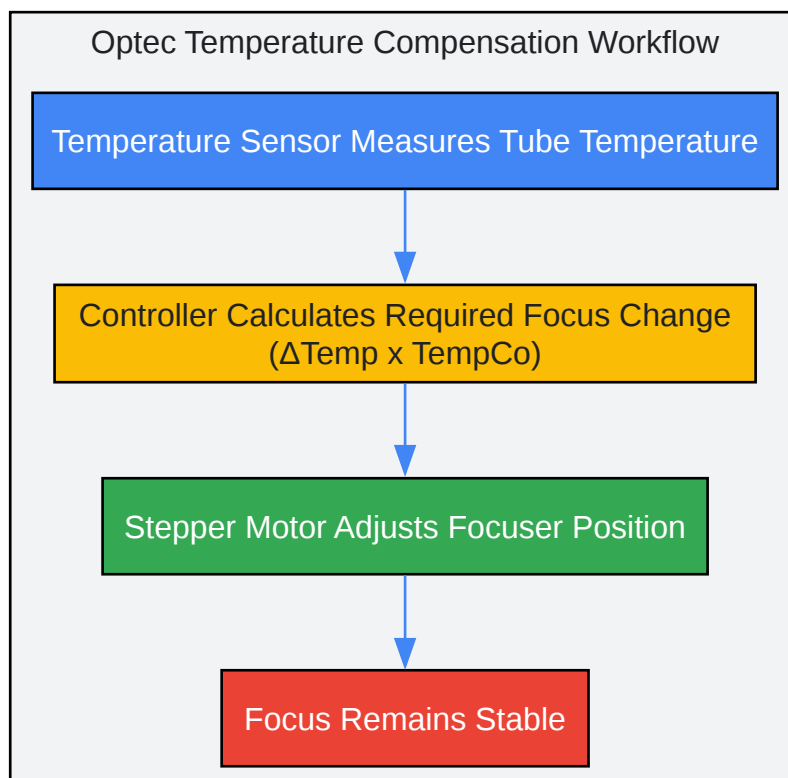 Optec Temperature Compensation Workflow
Temperature Sensor Measures Tube Temperature
Controller Calculates Required Focus Change
(ΔTemp x TempCo)
Stepper Motor Adjusts Focuser Position
Focus Remains Stable